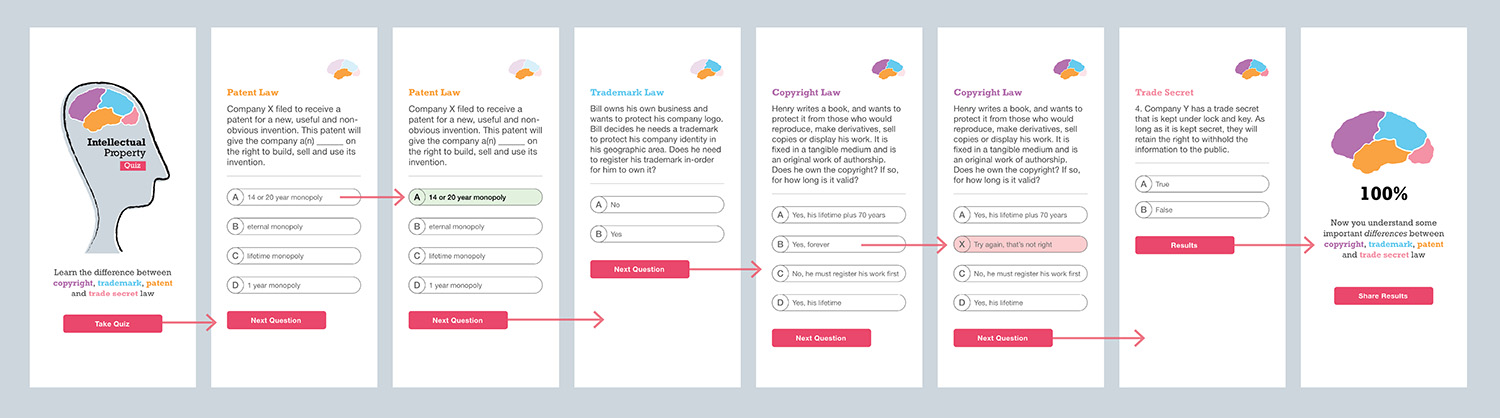 Intellectual
Property
Quiz
Learn the difference between
copyright, trademark, patent
and trade secret law
Take Quiz
Patent Law
Company X filed to receive a
patent for a new, useful and non-
obvious invention. This patent will
give the company a(n) ______ on
the right to build, sell and use its
invention.
A 14 or 20 year monopoly
B eternal monopoly
C lifetime monopoly
D 1 year monopoly
Next Question
Patent Law
Company X filed to receive a
patent for a new, useful and non-
obvious invention. This patent will
give the company a(n) ______ on
the right to build, sell and use its
invention.
A 14 or 20 year monopoly
B eternal monopoly
C lifetime monopoly
D 1 year monopoly
Next Question
Trademark Law
Bill owns his own business and
wants to protect his company logo.
Bill decides he needs a trademark
to protect his company identity in
his geographic area. Does he need
to register his trademark in-order
for him to own it?
A No
B Yes
Next Question
Copyright Law
Henry writes a book, and wants to
protect it from those who would
reproduce, make derivatives, sell
copies or display his work. It is
fixed in a tangible medium and is
an original work of authorship.
Does he own the copyright? If so,
for how long is it valid?
A Yes, his lifetime plus 70 years
B Yes, forever
C No, he must register his work first
D Yes, his lifetime
Next Question
Copyright Law
Henry writes a book, and wants to
protect it from those who would
reproduce, make derivatives, sell
copies or display his work. It is
fixed in a tangible medium and is
an original work of authorship.
Does he own the copyright? If so,
for how long is it valid?
A Yes, his lifetime plus 70 years
X Try again, that's not right
C No, he must register his work first
D Yes, his lifetime
Next Question
Trade Secret
4. Company Y has a trade secret
that is kept under lock and key. As
long as it is kept secret, they will
retain the right to withhold the
information to the public.
A True
B False
Results
100%
Now you understand some
important differences between
copyright, trademark, patent
and trade secret law
Share Results